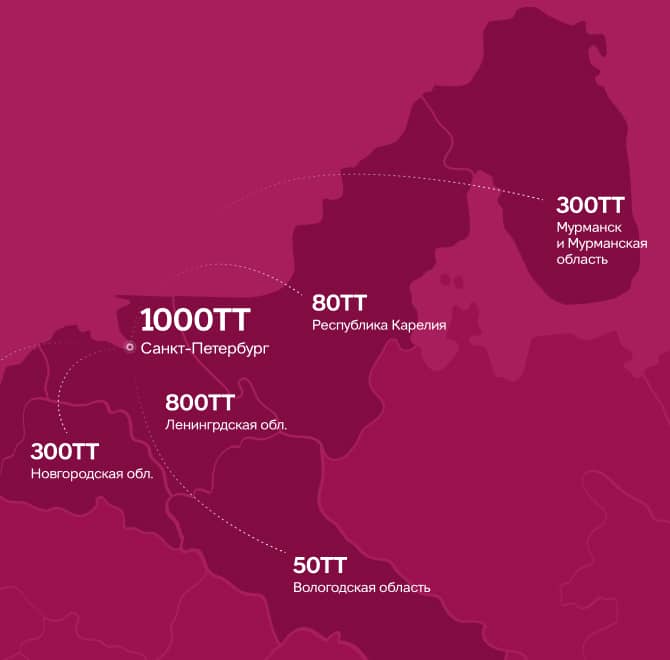 300ТТ
Мурманск
и Мурманская
область
80ТТ
Республика Карелия
1000ТТ
Санкт-Петербург
800ТТ
Ленингрдская обл.
300ТТ
Новгородская обл.
50ТТ
Вологодская область